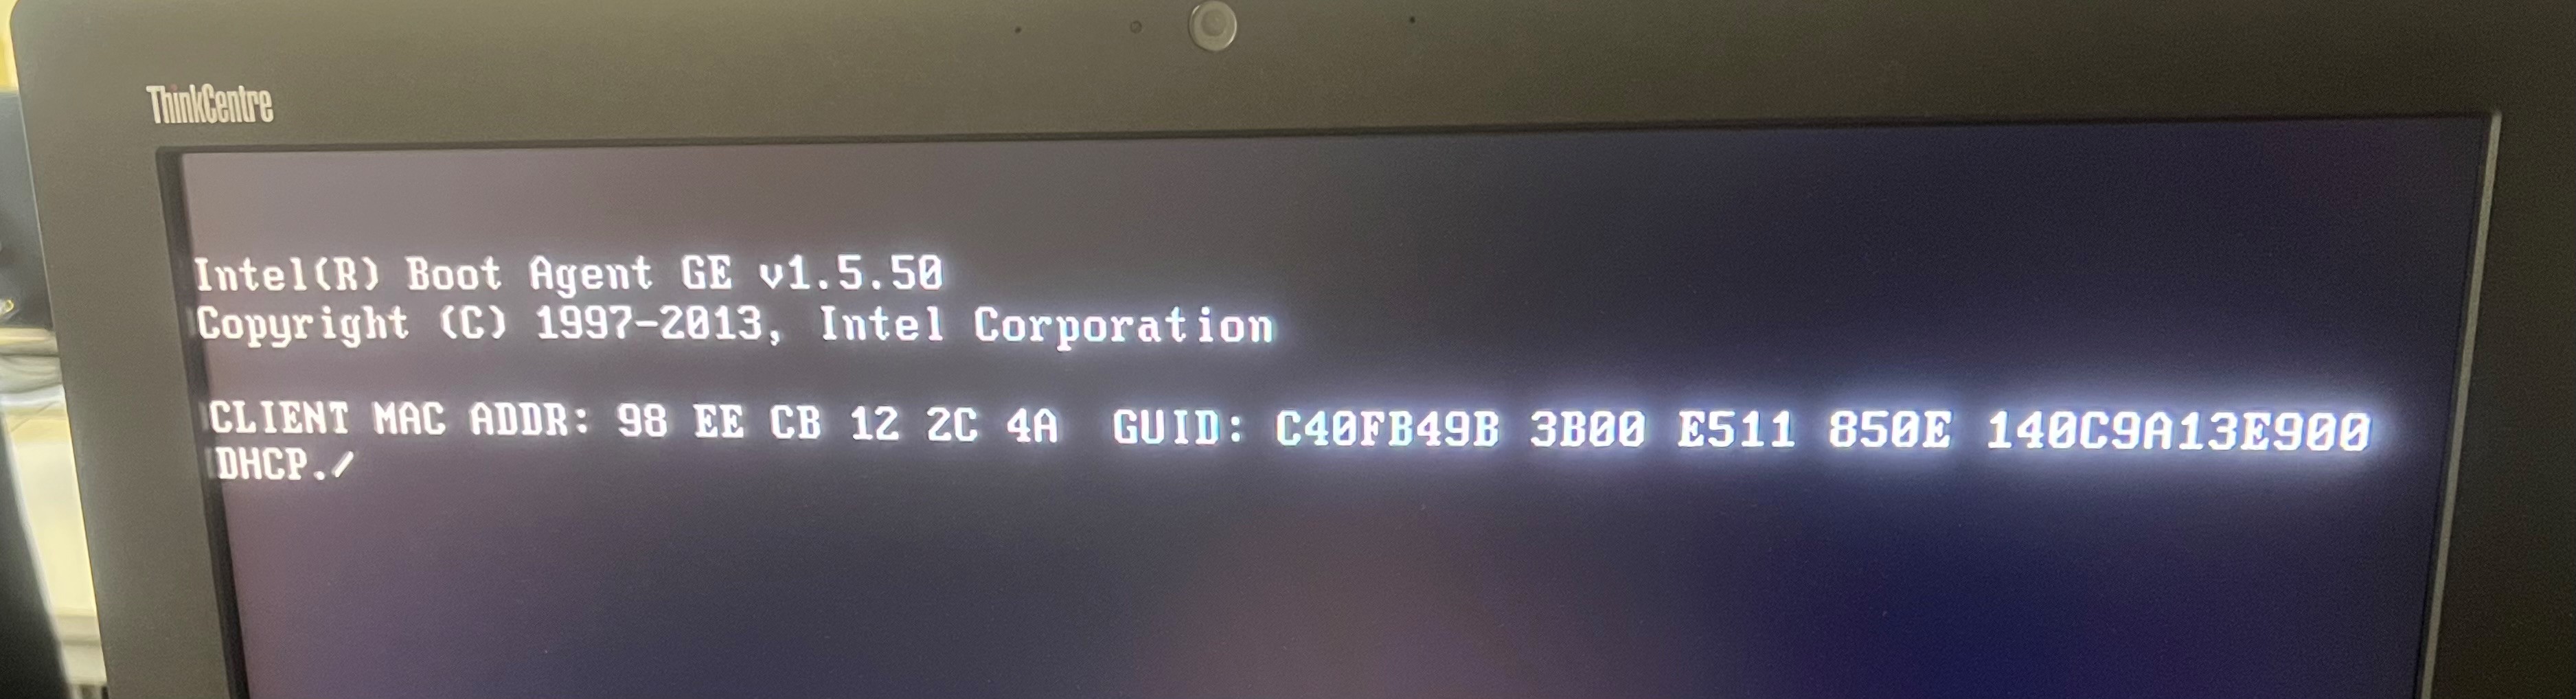 ThinkCentre
Intel(R) Boot Agent GE v1.5.50
Copyright (C) 1997-2013, Intel Corporation
CLIENT MAC ADDR: 98 EE CB 12 2C 4A  GUID: C40FB49B 3B00 E511 850E 140C9A13E900
DHCP./